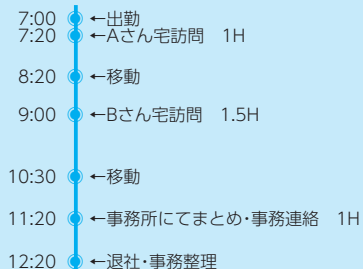 7:00 ←出勤
7:20 ←Aさん宅訪問　1H
8:20 ←移動
9:00 ←Bさん宅訪問　1.5H
10:30 ←移動
11:20 ←事務所にてまとめ・事務連絡　1H
12:20 ←退社・事務整理